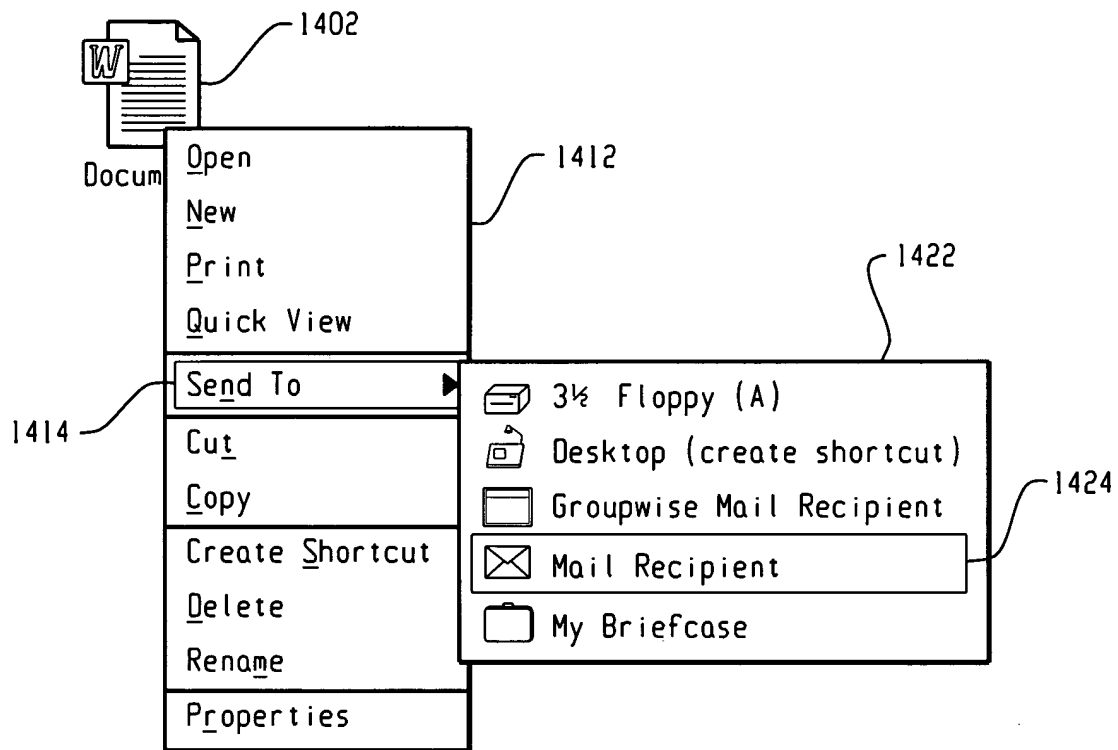 1402
W
Docum
Open
1412
New
Print
1422
Quick View
Send To
3½ Floppy (A)
1414
Desktop (create shortcut)
Cut
1424
Copy
Groupwise Mail Recipient
Create Shortcut
Mail Recipient
Delete
My Briefcase
Rename
Properties